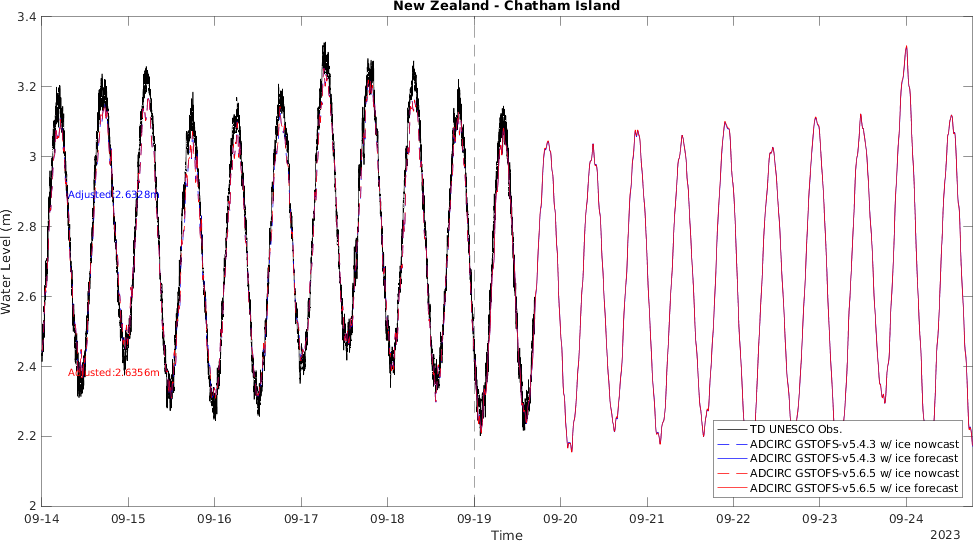 New Zealand - Chatham Island
3.4
3.2
3
2.8
2.6
2.4
2.2
2
Water Level (m)
Adjusted:2.6328m
Adjusted:2.6356m
TD UNESCO Obs.
ADCIRC GSTOFS-v5.4.3 w/ ice nowcast
ADCIRC GSTOFS-v5.4.3 w/ ice forecast
ADCIRC GSTOFS-v5.6.5 w/ ice nowcast
ADCIRC GSTOFS-v5.6.5 w/ ice forecast
09-14 09-15 09-16 09-17 09-18 09-19 09-20 09-21 09-22 09-23 09-24
Time
2023